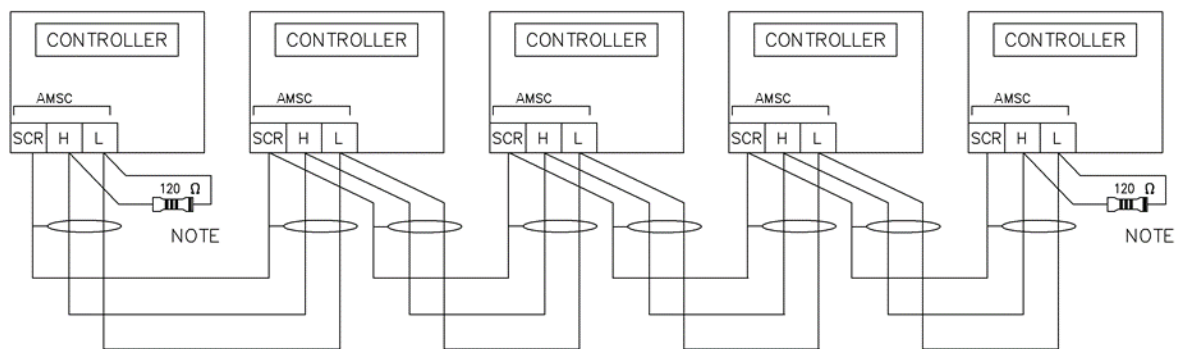 CONTROLLER CONTROLLER CONTROLLER CONTROLLER CONTROLLER
AMSC AMSC AMSC AMSC AMSC
SCR H L SCR H L SCR H L SCR H L SCR H L
120 Ω 120 Ω
NOTE NOTE